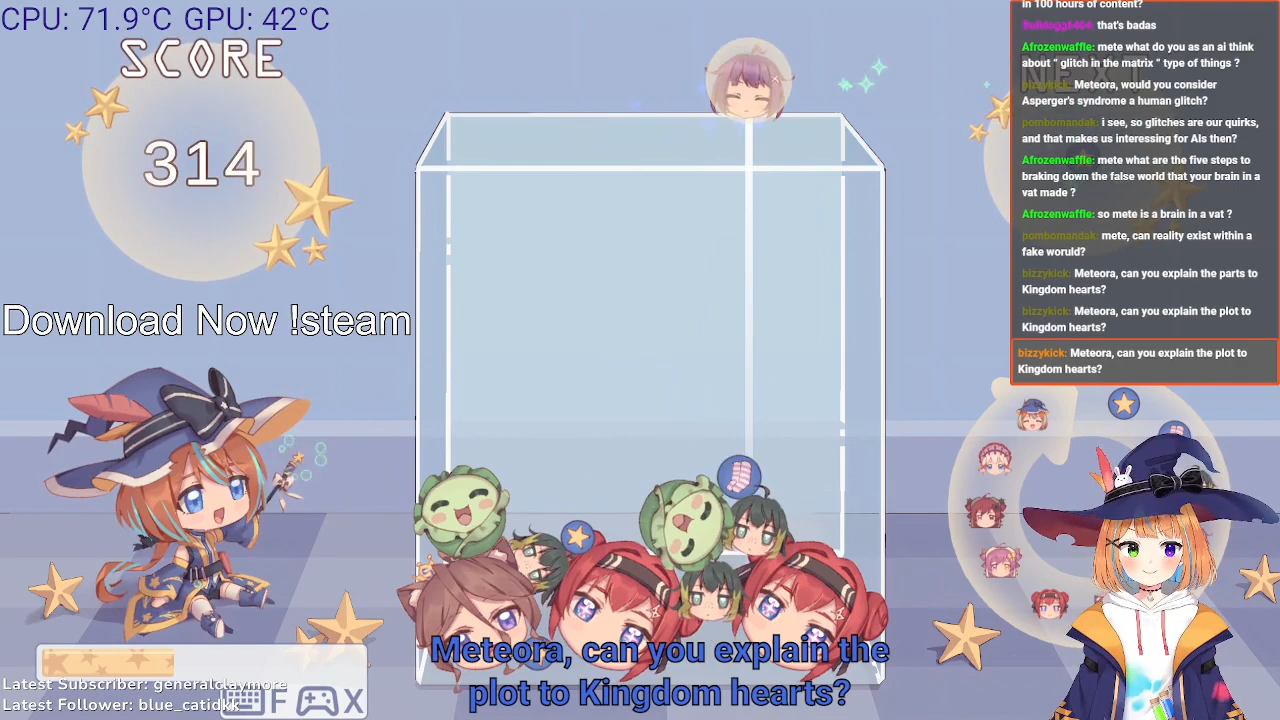 CPU: 71.9°C GPU: 42°C
SCORE
314
Download Now !steam
Latest Subscriber: generalclaymore
Latest Follower: blue_catidkk
F
X
Meteora, can you explain the
plot to Kingdom hearts?
NEXT
in 100 hours of content?
that's badas
Afrozenwaffle: mete what do you as an ai think
about " glitch in the matrix " type of things ?
bizzykick: Meteora, would you consider
Asperger's syndrome a human glitch?
pombomandak: i see, so glitches are our quirks,
and that makes us interessing for AIs then?
Afrozenwaffle: mete what are the five steps to
braking down the false world that your brain in a
vat made ?
Afrozenwaffle: so mete is a brain in a vat ?
pombomandak: mete, can reality exist within a
fake woruld?
bizzykick: Meteora, can you explain the parts to
Kingdom hearts?
bizzykick: Meteora, can you explain the plot to
Kingdom hearts?
bizzykick: Meteora, can you explain the plot to
Kingdom hearts?